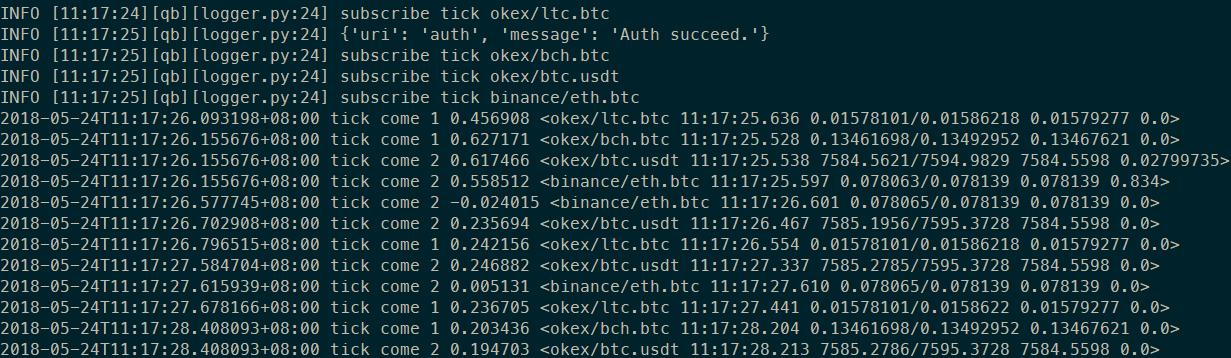 INFO [11:17:24][qb][logger.py:24] subscribe tick okex/ltc.btc
INFO [11:17:25][qb][logger.py:24] {'uri': 'auth', 'message': 'Auth succeed.'}
INFO [11:17:25][qb][logger.py:24] subscribe tick okex/bch.btc
INFO [11:17:25][qb][logger.py:24] subscribe tick okex/btc.usdt
INFO [11:17:25][qb][logger.py:24] subscribe tick binance/eth.btc
2018-05-24T11:17:26.093198+08:00 tick come 1 0.456908 <okex/ltc.btc 11:17:25.636 0.01578101/0.01586218 0.01579277 0.0>
2018-05-24T11:17:26.155676+08:00 tick come 1 0.627171 <okex/bch.btc 11:17:25.528 0.13461698/0.13492952 0.13467621 0.0>
2018-05-24T11:17:26.155676+08:00 tick come 2 0.617466 <okex/btc.usdt 11:17:25.538 7584.5621/7594.9829 7584.5598 0.02799735>
2018-05-24T11:17:26.155676+08:00 tick come 2 0.558512 <binance/eth.btc 11:17:25.597 0.078063/0.078139 0.078139 0.834>
2018-05-24T11:17:26.577745+08:00 tick come 2 -0.024015 <binance/eth.btc 11:17:26.601 0.078065/0.078139 0.078139 0.0>
2018-05-24T11:17:26.702908+08:00 tick come 2 0.235694 <okex/btc.usdt 11:17:26.467 7585.1956/7595.3728 7584.5598 0.0>
2018-05-24T11:17:26.796515+08:00 tick come 1 0.242156 <okex/ltc.btc 11:17:26.554 0.01578101/0.01586218 0.01579277 0.0>
2018-05-24T11:17:27.584704+08:00 tick come 2 0.246882 <okex/btc.usdt 11:17:27.337 7585.2785/7595.3728 7584.5598 0.0>
2018-05-24T11:17:27.615939+08:00 tick come 2 0.005131 <binance/eth.btc 11:17:27.610 0.078065/0.078139 0.078139 0.0>
2018-05-24T11:17:27.678166+08:00 tick come 1 0.236705 <okex/ltc.btc 11:17:27.441 0.01578101/0.0158622 0.01579277 0.0>
2018-05-24T11:17:28.408093+08:00 tick come 1 0.203436 <okex/bch.btc 11:17:28.204 0.13461698/0.13492952 0.13467621 0.0>
2018-05-24T11:17:28.408093+08:00 tick come 2 0.194703 <okex/btc.usdt 11:17:28.213 7585.2786/7595.3728 7584.5598 0.0>